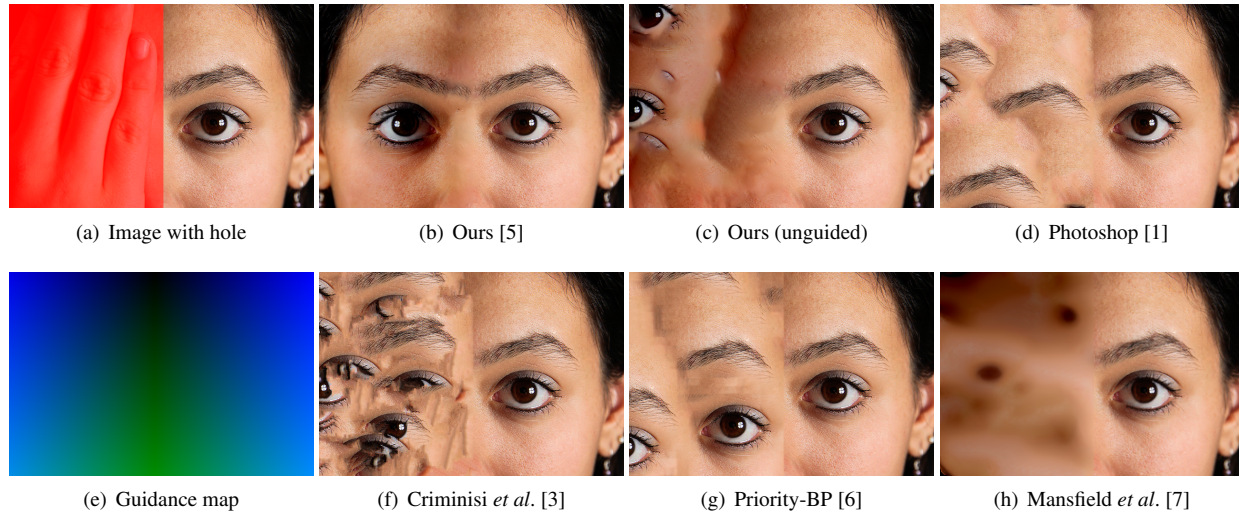 (a) Image with hole
(b) Ours [5]
(c) Ours (unguided)
(d) Photoshop [1]
(e) Guidance map
(f) Criminisi et al. [3]
(g) Priority-BP [6]
(h) Mansfield et al. [7]